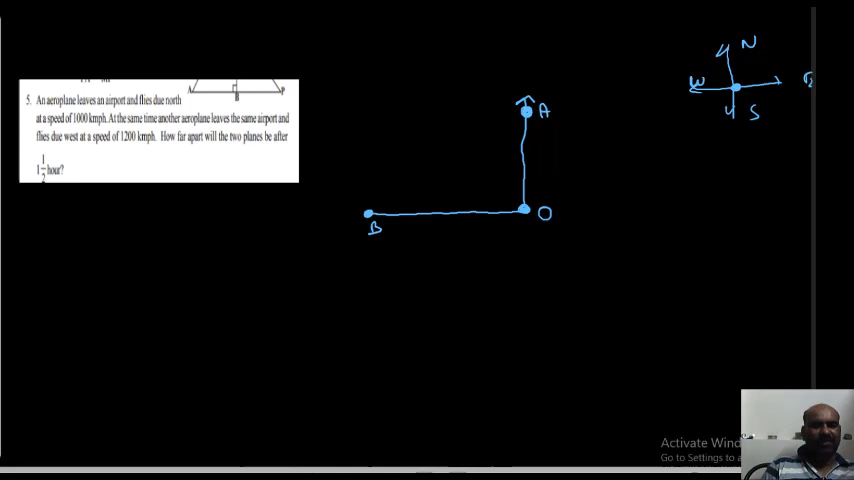 5. An aeroplane leaves an airport and flies due north
at a speed of 1000 kmph. At the same time another aeroplane leaves the same airport and
flies due west at a speed of 1200 kmph. How far apart will the two planes be after
1 1/2 hour?
A
B
P
A
O
B
N
W
S
Activate Wind
Go to Settings to a